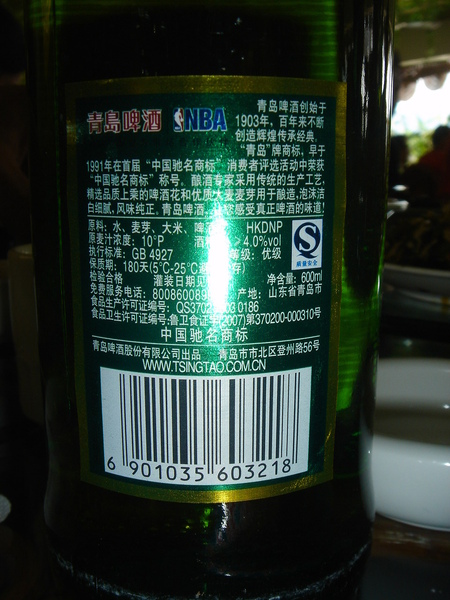 青岛啤酒 NBA 青岛啤酒创始于
1903年，百年来不断
创造辉煌传承经典。
“青岛”牌商标，早于
1991年在首届“中国驰名商标”消费者评选活动中荣获
“中国驰名商标”称号。酿酒专家采用传统的生产工艺，
精选品质上乘的啤酒花和优质大麦麦芽用于酿造，泡沫洁
白细腻，风味纯正。青岛啤酒，感受真正啤酒的味道！
原料：水、麦芽、大米、啤 HKDNP
原麦汁浓度：10°P 酒 ≥4.0%vol
执行标准：GB 4927 等级：优级
保质期：180天(5℃-25℃ 存)
检验合格 灌装日期见 净含量：600ml
免费服务电话：8008600 产地：山东省青岛市
食品生产许可证编号：QS370 0186
食品卫生许可证编号：鲁卫食证字(2007)第370200-000310号
中国驰名商标
青岛啤酒股份有限公司出品 青岛市市北区登州路56号
WWW.TSINGTAO.COM.CN
6 901035 603218
质量安全